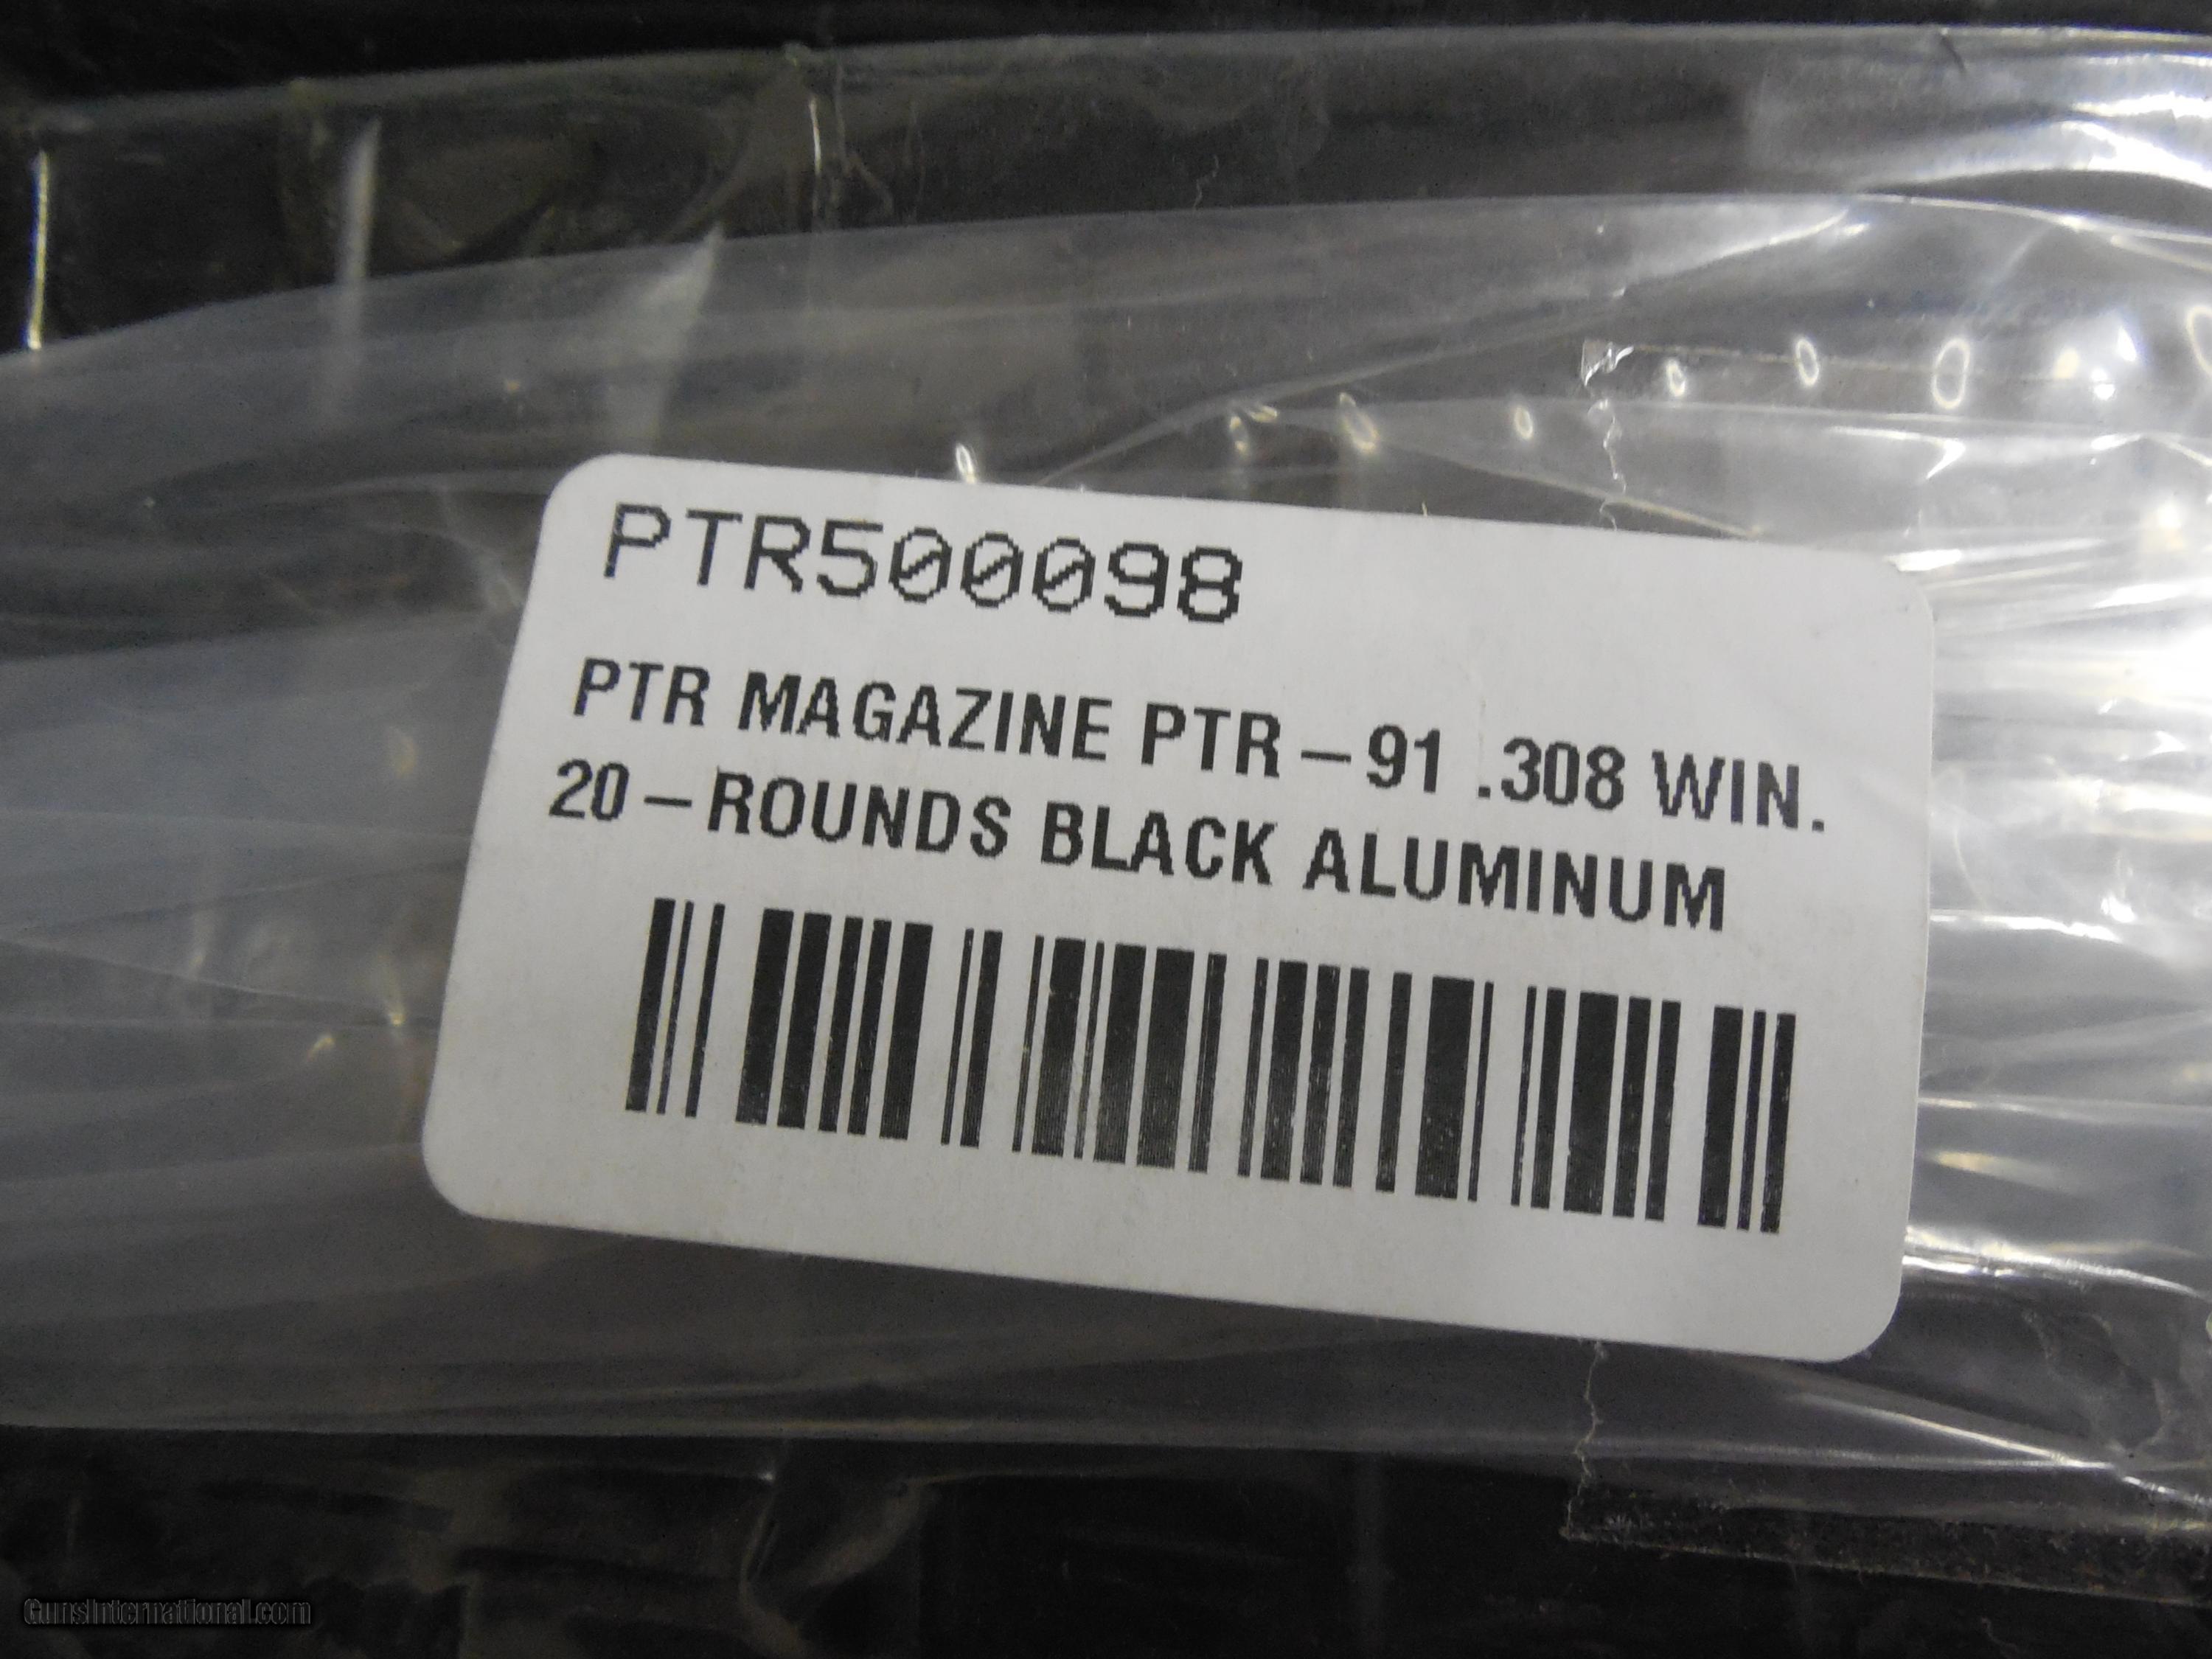 PTR500098
PTR MAGAZINE PTR-91 .308 WIN.
20-ROUNDS BLACK ALUMINUM
GunsInternational.com